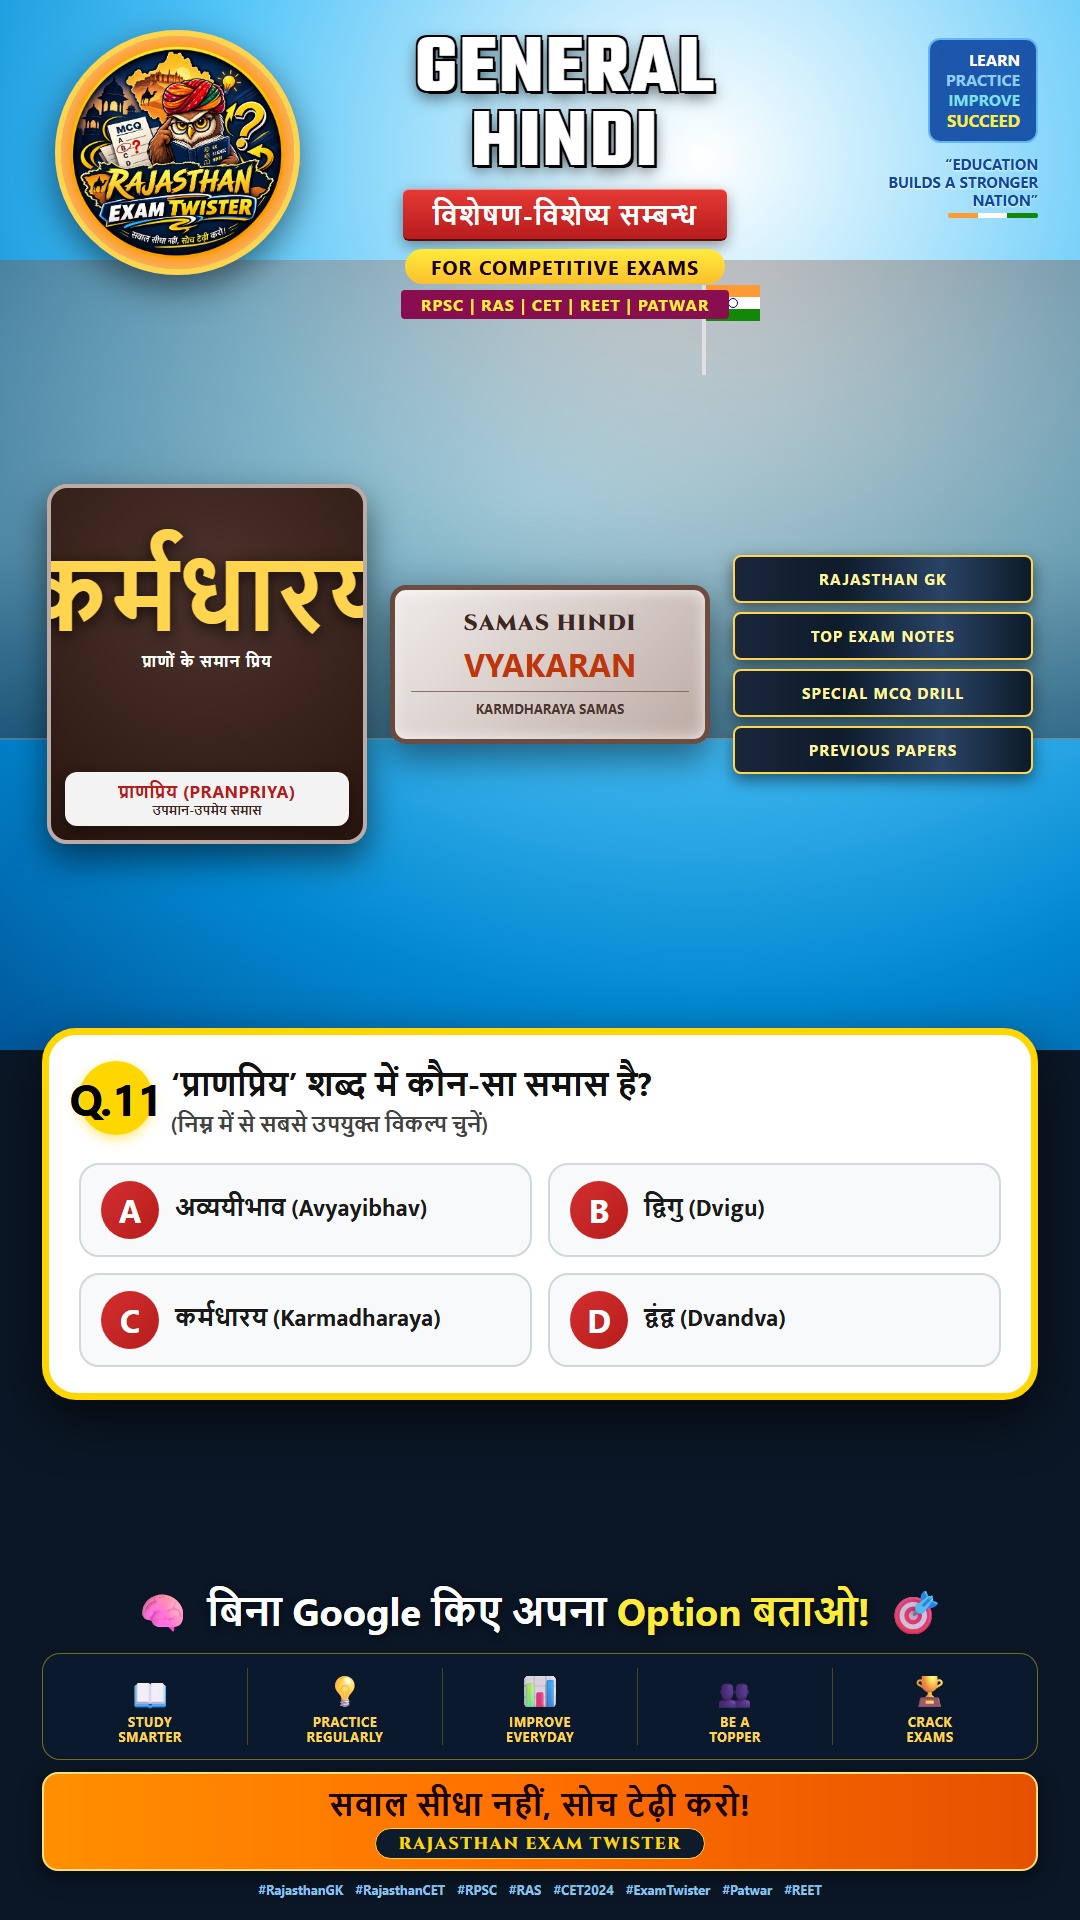 MCQ
A
B ?
C
D
?
RAJASTHAN
EXAM TWISTER
सवाल सीधा नहीं, सोच टेढ़ी करो!
GENERAL
HINDI
विशेषण-विशेष्य सम्बन्ध
FOR COMPETITIVE EXAMS
RPSC | RAS | CET | REET | PATWAR
LEARN
PRACTICE
IMPROVE
SUCCEED
“EDUCATION
BUILDS A STRONGER
NATION”
कर्मधारय
प्राणों के समान प्रिय
प्राणप्रिय (PRANPRIYA)
उपमान-उपमेय समास
SAMAS HINDI
VYAKARAN
KARMDHARAYA SAMAS
RAJASTHAN GK
TOP EXAM NOTES
SPECIAL MCQ DRILL
PREVIOUS PAPERS
Q.11 ‘प्राणप्रिय’ शब्द में कौन-सा समास है?
(निम्न में से सबसे उपयुक्त विकल्प चुनें)
A अव्ययीभाव (Avyayibhav)
B द्विगु (Dvigu)
C कर्मधारय (Karmadharaya)
D द्वंद्व (Dvandva)
बिना Google किए अपना Option बताओ!
STUDY
SMARTER
PRACTICE
REGULARLY
IMPROVE
EVERYDAY
BE A
TOPPER
CRACK
EXAMS
सवाल सीधा नहीं, सोच टेढ़ी करो!
RAJASTHAN EXAM TWISTER
#RajasthanGK #RajasthanCET #RPSC #RAS #CET2024 #ExamTwister #Patwar #REET